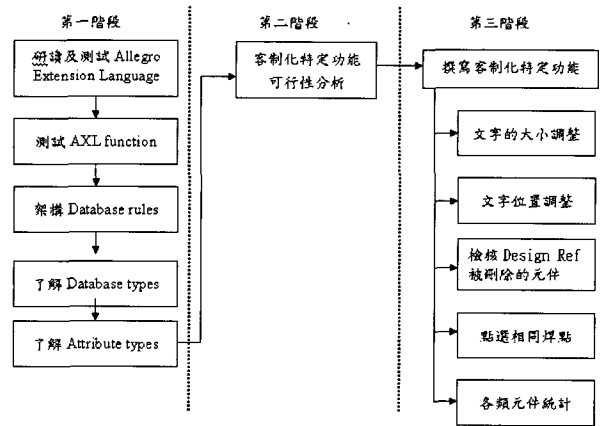 第一階段
研讀及測試 Allegro
Extension Language
測試 AXL function
架構 Database rules
了解 Database types
了解 Attribute types
第二階段
客制化特定功能
可行性分析
第三階段
撰寫客制化特定功能
文字的大小調整
文字位置調整
檢核 Design Ref
被刪除的元件
點選相同焊點
各類元件統計